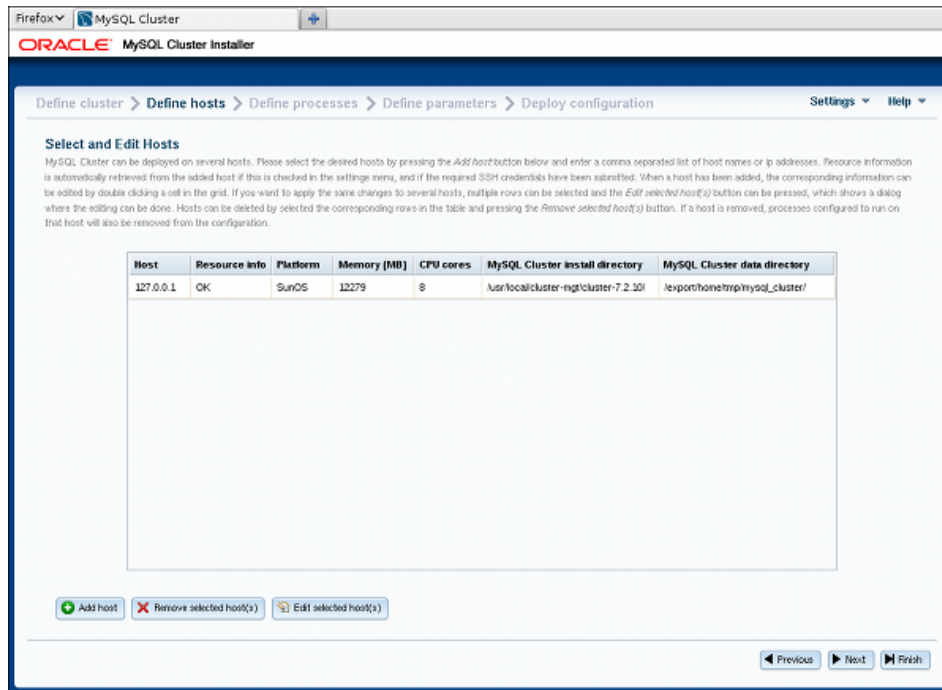 Firefox MySQL Cluster
ORACLE MySQL Cluster Installer
Define cluster > Define hosts > Define processes > Define parameters > Deploy configuration Settings Help
Select and Edit Hosts
MySQL Cluster can be deployed on several hosts. Please select the desired hosts by pressing the Add host button below and enter a comma separated list of host names or ip addresses. Resource information
is automatically retrieved from the added host if this is checked in the settings menu, and if the required SSH credentials have been submitted. When a host has been added, the corresponding information can
be edited by double clicking a cell in the grid. If you want to apply the same changes to several hosts, multiple rows can be selected and the Edit selected host(s) button can be pressed, which shows a dialog
where the editing can be done. Hosts can be deleted by selected the corresponding rows in the table and pressing the Remove selected host(s) button. If a host is removed, processes configured to run on
that host will also be removed from the configuration.
Host Resource info Platform Memory [MB] CPU cores MySQL Cluster install directory MySQL Cluster data directory
127.0.0.1 OK SunOS 12279 8 /usr/local/cluster-mgt/cluster-7.2.10/ /export/home/tmp/mysql_cluster/
Add host Remove selected host(s) Edit selected host(s)
Previous Next Finish